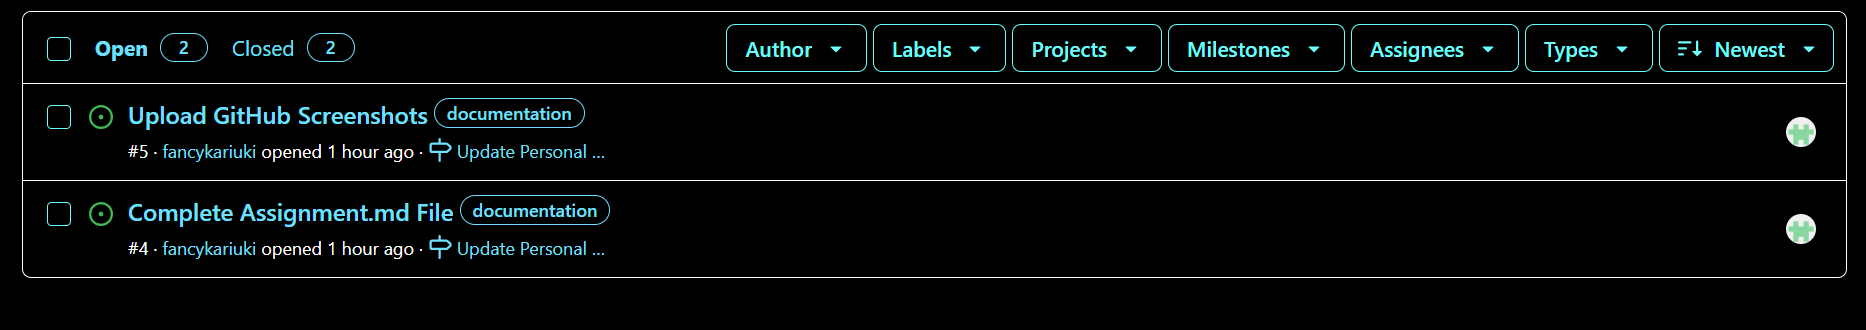 Open 2 Closed 2 Author Labels Projects Milestones Assignees Types Newest
Upload GitHub Screenshots documentation
#5 · fancykariuki opened 1 hour ago · Update Personal ...
Complete Assignment.md File documentation
#4 · fancykariuki opened 1 hour ago · Update Personal ...